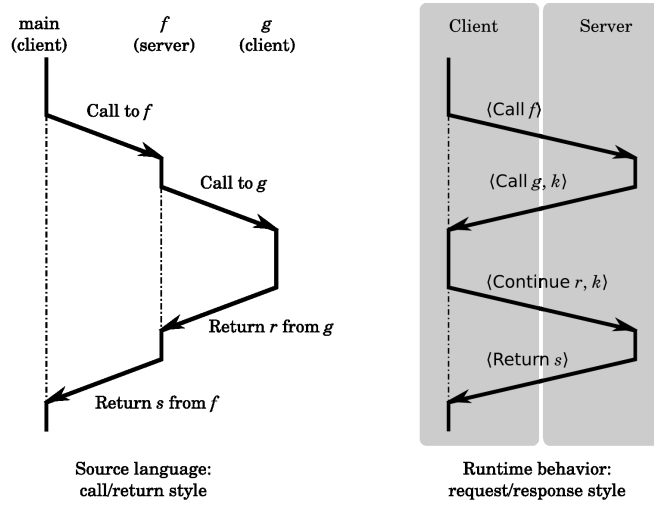 main
(client)
f
(server)
g
(client)
Call to f
Call to g
Return r from g
Return s from f
Source language:
call/return style
Client
Server
⟨Call f⟩
⟨Call g, k⟩
⟨Continue r, k⟩
⟨Return s⟩
Runtime behavior:
request/response style